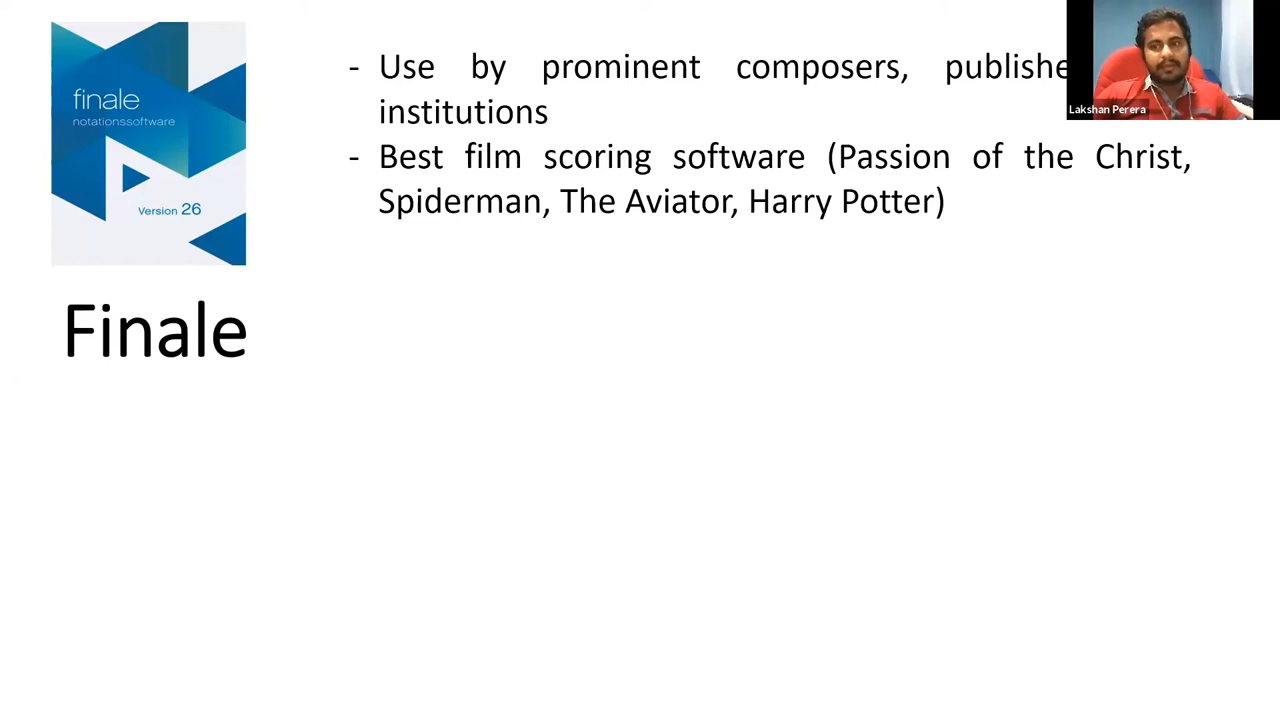 finale
notationssoftware
Version 26
Finale
- Use by prominent composers,
institutions
- Best film scoring software (Passion of the Christ,
Spiderman, The Aviator, Harry Potter)
Lakshan Perera